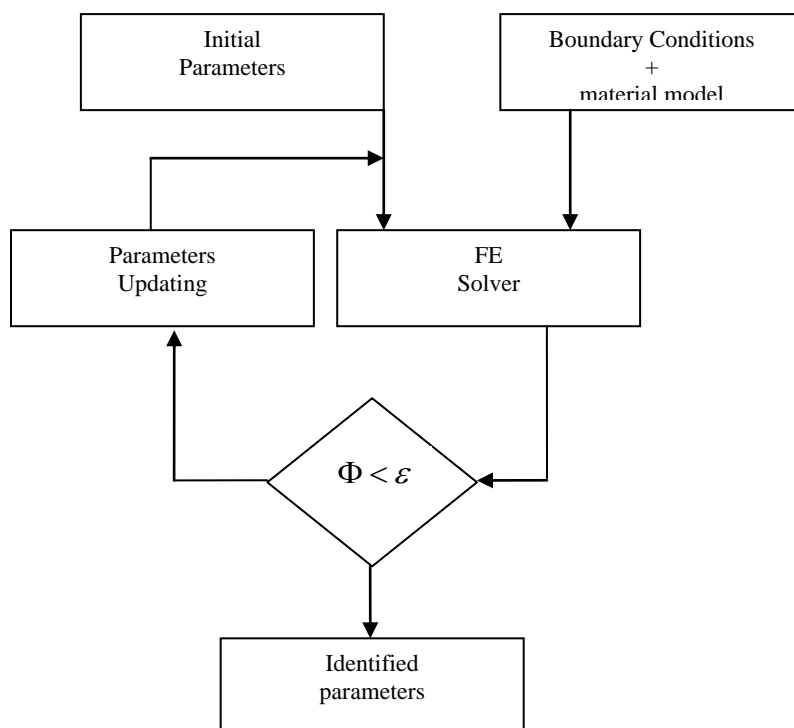 Initial
Parameters
Boundary Conditions
+
material model
Parameters
Updating
FE
Solver
Φ < ε
Identified
parameters